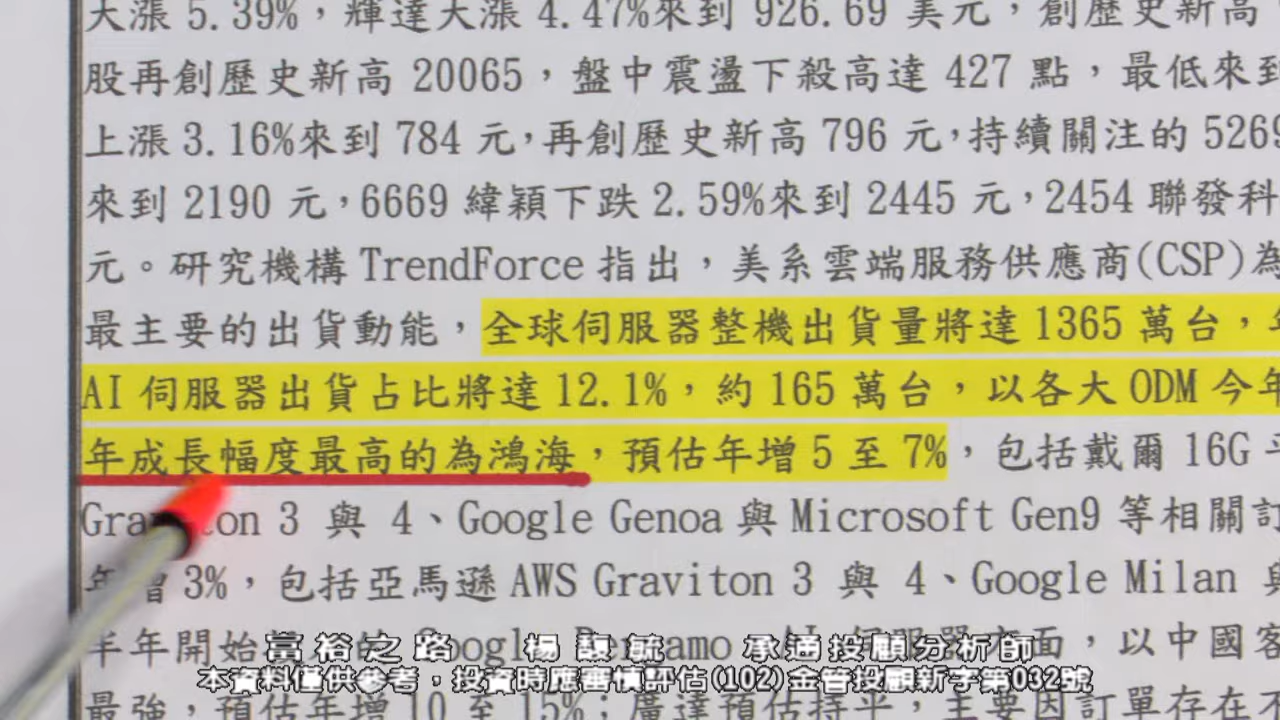 大漲 5.39%，輝達大漲 4.47%來到 926.69 美元，創歷史新高
股再創歷史新高 20065，盤中震盪下殺高達 427 點，最低來到
上漲 3.16%來到 784 元，再創歷史新高 796 元，持續關注的 5269
來到 2190 元，6669 緯穎下跌 2.59%來到 2445 元，2454 聯發科
元。研究機構 TrendForce 指出，美系雲端服務供應商(CSP)為
最主要的出貨動能，全球伺服器整機出貨量將達 1365 萬台，
AI 伺服器出貨占比將達 12.1%，約 165 萬台，以各大 ODM 今年
年成長幅度最高的為鴻海，預估年增 5 至 7%，包括戴爾 16G
on 3 與 4、Google Genoa 與 Microsoft Gen9 等相關
年增 3%，包括亞馬遜 AWS Graviton 3 與 4、Google Milan
半年開始 Google AI 面，以中國客
富裕之路 楊靚毓 承通投顧分析師
本資料僅供參考，投資時應審慎評估(102)金管投顧新字第032號
最強，預估年增 10 至 15%；廣達預估持平，主要因訂單存在